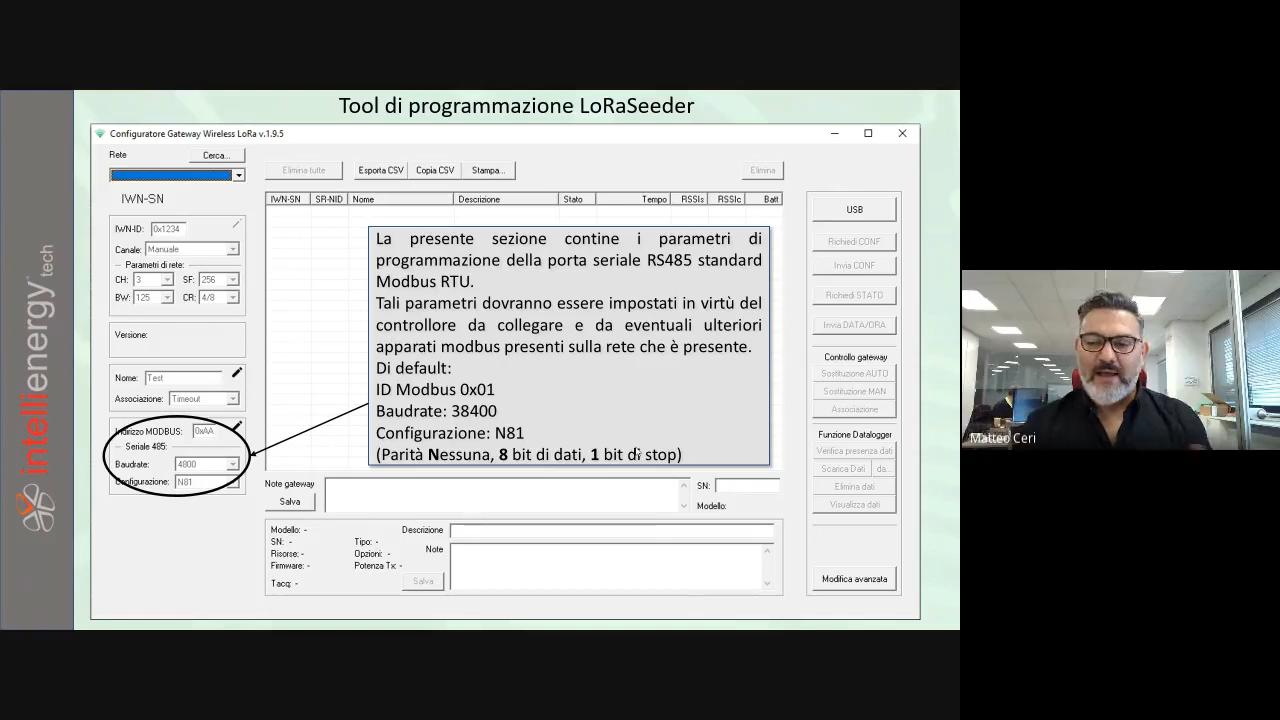 Tool di programmazione LoRaSeeder
Configuratore Gateway Wireless LoRa v.1.9.5
Rete
Cerca...
IWN-SN
IWN-ID: 0x1234
Canale: Manuale
Parametri di rete:
CH: 3 SF: 256
BW: 125 CR: 4/8
Versione:
Nome: Test
Associazione: Timeout
Indirizzo MODBUS: 0xAA
Seriale 485:
Baudrate: 4800
Configurazione: N81
Elimina tutte Esporta CSV Copia CSV Stampa... Elimina
IWN-SN SR-NID Nome Descrizione Stato Tempo RSSIs RSSIc Batt
La presente sezione contine i parametri di
programmazione della porta seriale RS485 standard
Modbus RTU.
Tali parametri dovranno essere impostati in virtù del
controllore da collegare e da eventuali ulteriori
apparti modbus presenti sulla rete che è presente.
Di default:
ID Modbus 0x01
Baudrate: 38400
Configurazione: N81
(Parità Nessuna, 8 bit di dati, 1 bit di stop)
Note gateway
Salva
SN:
Modello:
Modello: - Descrizione
SN: - Tipo: -
Risorse: - Opzioni: - Note
Firmware: - Potenza Tx: -
Tacq: - Salva
USB
Richiedi CONF
Invia CONF
Richiedi STATO
Invia DATA/ORA
Controllo gateway
Sostituzione AUTO
Sostituzione MAN
Associazione
Funzione Datalogger
Verifica presenza dati
Scarica Dati da...
Elimina dati
Visualizza dati
Modifica avanzata
intellienergy tech
Matteo Ceri